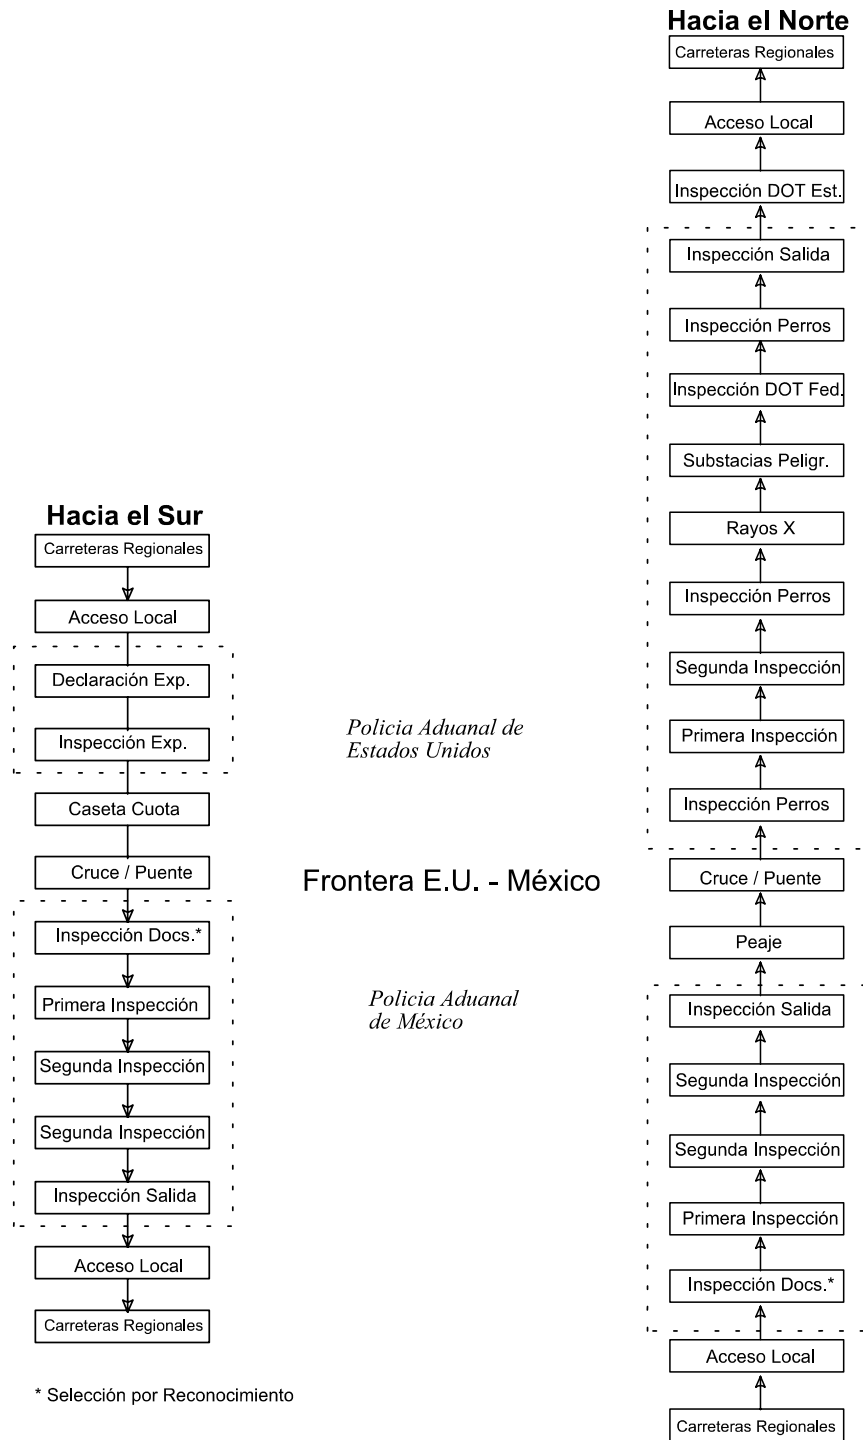 Hacia el Norte
Carreteras Regionales
Acceso Local
Inspección DOT Est.
Inspección Salida
Inspección Perros
Inspección DOT Fed.
Substacias Peligr.
Rayos X
Inspección Perros
Segunda Inspección
Primera Inspección
Inspección Perros
Cruce / Puente
Peaje
Inspección Salida
Segunda Inspección
Segunda Inspección
Primera Inspección
Inspección Docs.*
Acceso Local
Carreteras Regionales
Hacia el Sur
Carreteras Regionales
Acceso Local
Declaración Exp.
Inspección Exp.
Caseta Cuota
Cruce / Puente
Inspección Docs.*
Primera Inspección
Segunda Inspección
Segunda Inspección
Inspección Salida
Acceso Local
Carreteras Regionales
Policia Aduanal de
Estados Unidos
Frontera E.U. - México
Policia Aduanal
de México
* Selección por Reconocimiento